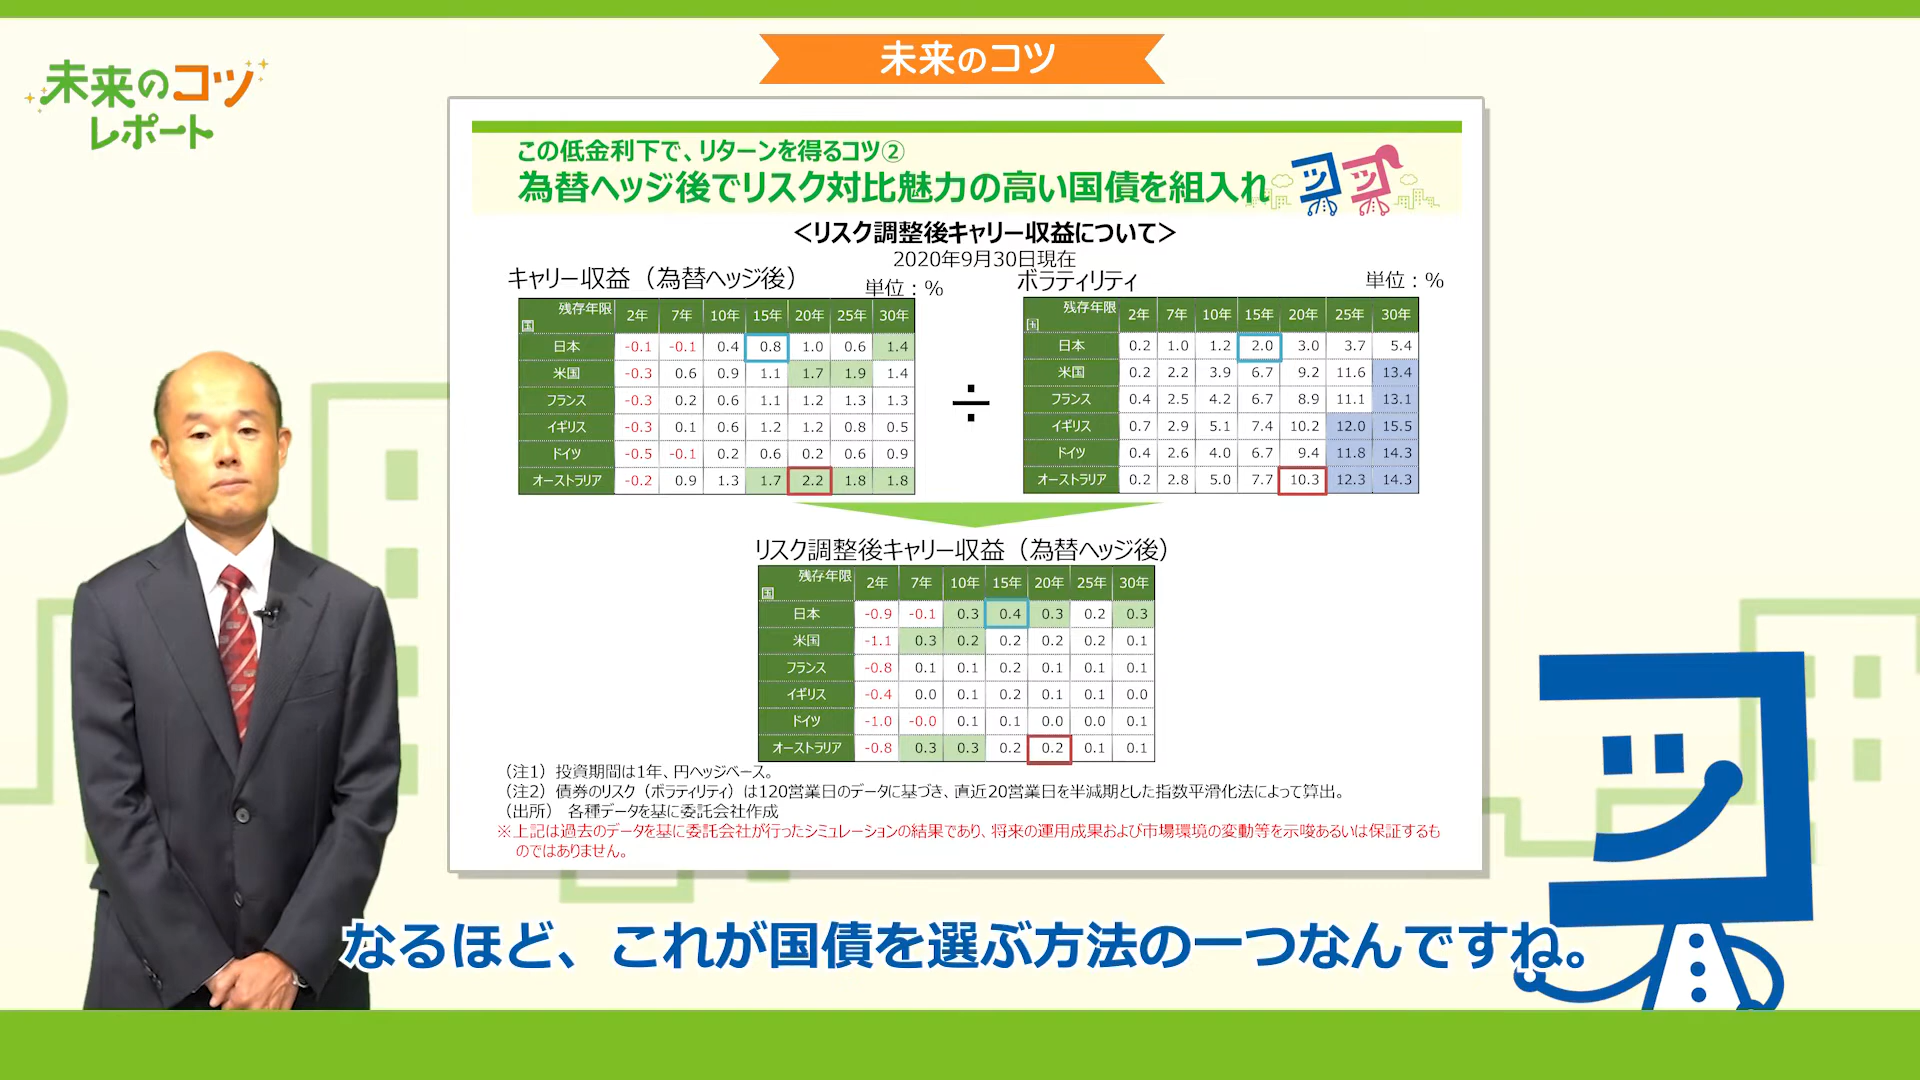 未来のコツ
レポート
未来のコツ
この低金利下で、リターンを得るコツ②
為替ヘッジ後でリスク対比魅力の高い国債を組入れ
＜リスク調整後キャリー収益について＞
2020年9月30日現在
キャリー収益（為替ヘッジ後）
単位：%
残存年限 国 2年 7年 10年 15年 20年 25年 30年
日本 -0.1 -0.1 0.4 0.8 1.0 0.6 1.4
米国 -0.3 0.6 0.9 1.1 1.7 1.9 1.4
フランス -0.3 0.2 0.6 1.1 1.2 1.3 1.3
イギリス -0.3 0.1 0.6 1.2 1.2 0.8 0.5
ドイツ -0.5 -0.1 0.2 0.6 0.2 0.6 0.9
オーストラリア -0.2 0.9 1.3 1.7 2.2 1.8 1.8
÷
ボラティリティ
単位：%
残存年限 国 2年 7年 10年 15年 20年 25年 30年
日本 0.2 1.0 1.2 2.0 3.0 3.7 5.4
米国 0.2 2.2 3.9 6.7 9.2 11.6 13.4
フランス 0.4 2.5 4.2 6.7 8.9 11.1 13.1
イギリス 0.7 2.9 5.1 7.4 10.2 12.0 15.5
ドイツ 0.4 2.6 4.0 6.7 9.4 11.8 14.3
オーストラリア 0.2 2.8 5.0 7.7 10.3 12.3 14.3
リスク調整後キャリー収益（為替ヘッジ後）
残存年限 国 2年 7年 10年 15年 20年 25年 30年
日本 -0.9 -0.1 0.3 0.4 0.3 0.2 0.3
米国 -1.1 0.3 0.2 0.2 0.2 0.2 0.1
フランス -0.8 0.1 0.1 0.2 0.1 0.1 0.1
イギリス -0.4 0.0 0.1 0.2 0.1 0.1 0.0
ドイツ -1.0 -0.0 0.1 0.1 0.0 0.0 0.1
オーストラリア -0.8 0.3 0.3 0.2 0.2 0.1 0.1
（注1）投資期間は1年、円ヘッジベース。
（注2）債券のリスク（ボラティリティ）は120営業日のデータに基づき、直近20営業日を半減期とした指数平滑化法によって算出。
（出所） 各種データを基に委託会社作成
※上記は過去のデータを基に委託会社が行ったシミュレーションの結果であり、将来の運用成果および市場環境の変動等を示唆あるいは保証するも
のではありません。
なるほど、これが国債を選ぶ方法の一つなんですね。